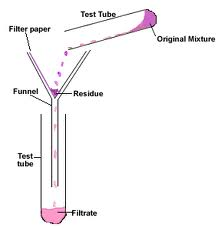 Test Tube
Filter paper
Original Mixture
Funnel
Residue
Test
tube
Filtrate